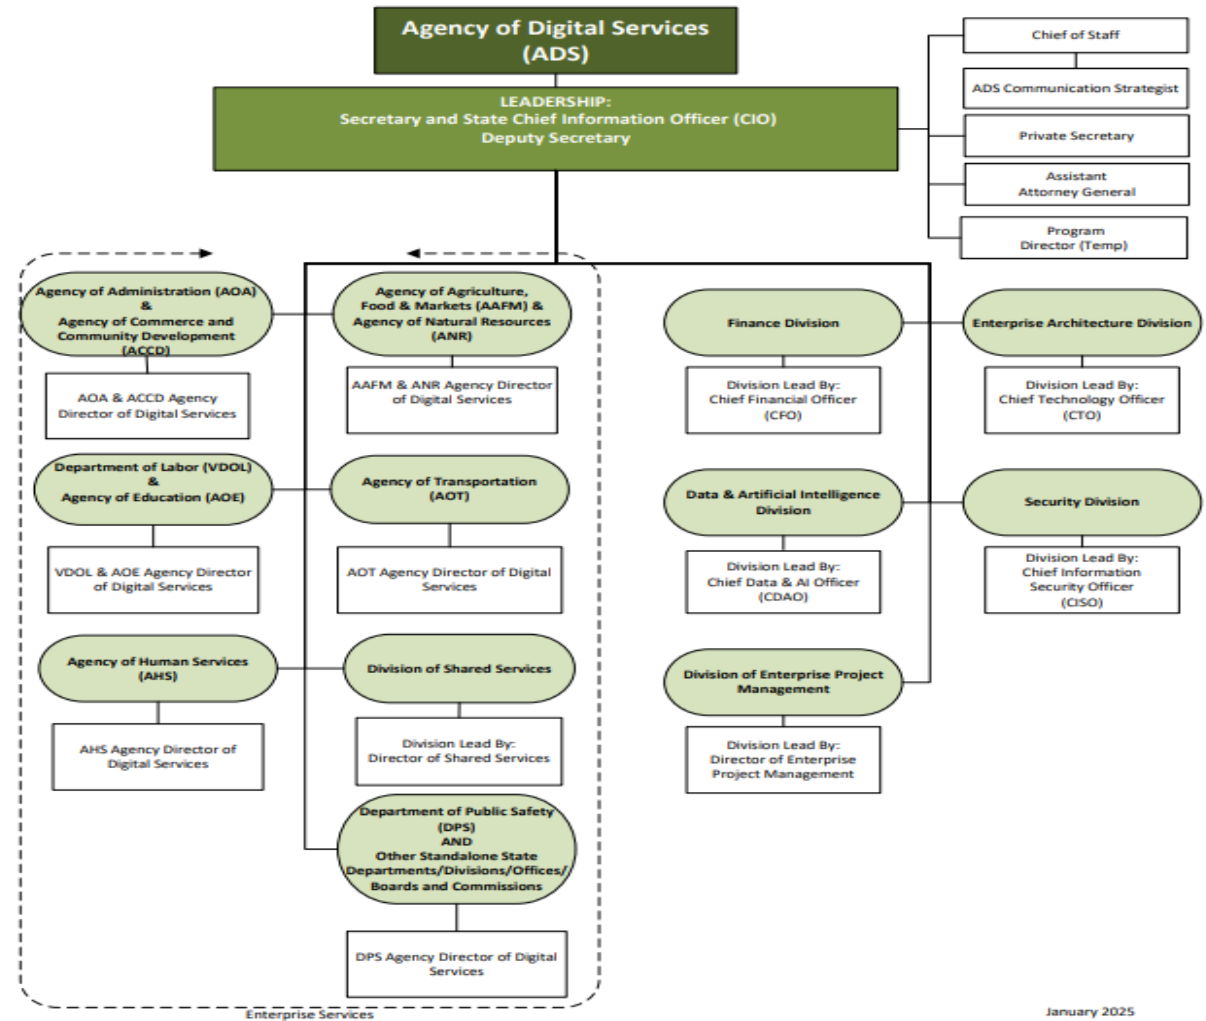 Agency of Digital Services
(ADS)
LEADERSHIP:
Secretary and State Chief Information Officer (CIO)
Deputy Secretary
Chief of Staff
ADS Communication Strategist
Private Secretary
Assistant
Attorney General
Program
Director (Temp)
Agency of Administration (AOA)
&
Agency of Commerce and
Community Development
(ACCD)
AOA & ACCD Agency
Director of Digital Services
Agency of Agriculture,
Food & Markets (AAFM) &
Agency of Natural Resources
(ANR)
AAFM & ANR Agency Director
of Digital Services
Finance Division
Division Lead By:
Chief Financial Officer
(CFO)
Enterprise Architecture Division
Division Lead By:
Chief Technology Officer
(CTO)
Department of Labor (VDOL)
&
Agency of Education (AOE)
VDOL & AOE Agency Director
of Digital Services
Agency of Transportation
(AOT)
AOT Agency Director of Digital
Services
Data & Artificial Intelligence
Division
Division Lead By:
Chief Data & AI Officer
(CDAO)
Security Division
Division Lead By:
Chief Information
Security Officer
(CISO)
Agency of Human Services
(AHS)
AHS Agency Director of
Digital Services
Division of Shared Services
Division Lead By:
Director of Shared Services
Division of Enterprise Project
Management
Division Lead By:
Director of Enterprise
Project Management
Department of Public Safety
(DPS)
AND
Other Standalone State
Departments/Divisions/Offices/
Boards and Commissions
DPS Agency Director of Digital
Services
Enterprise Services
January 2025